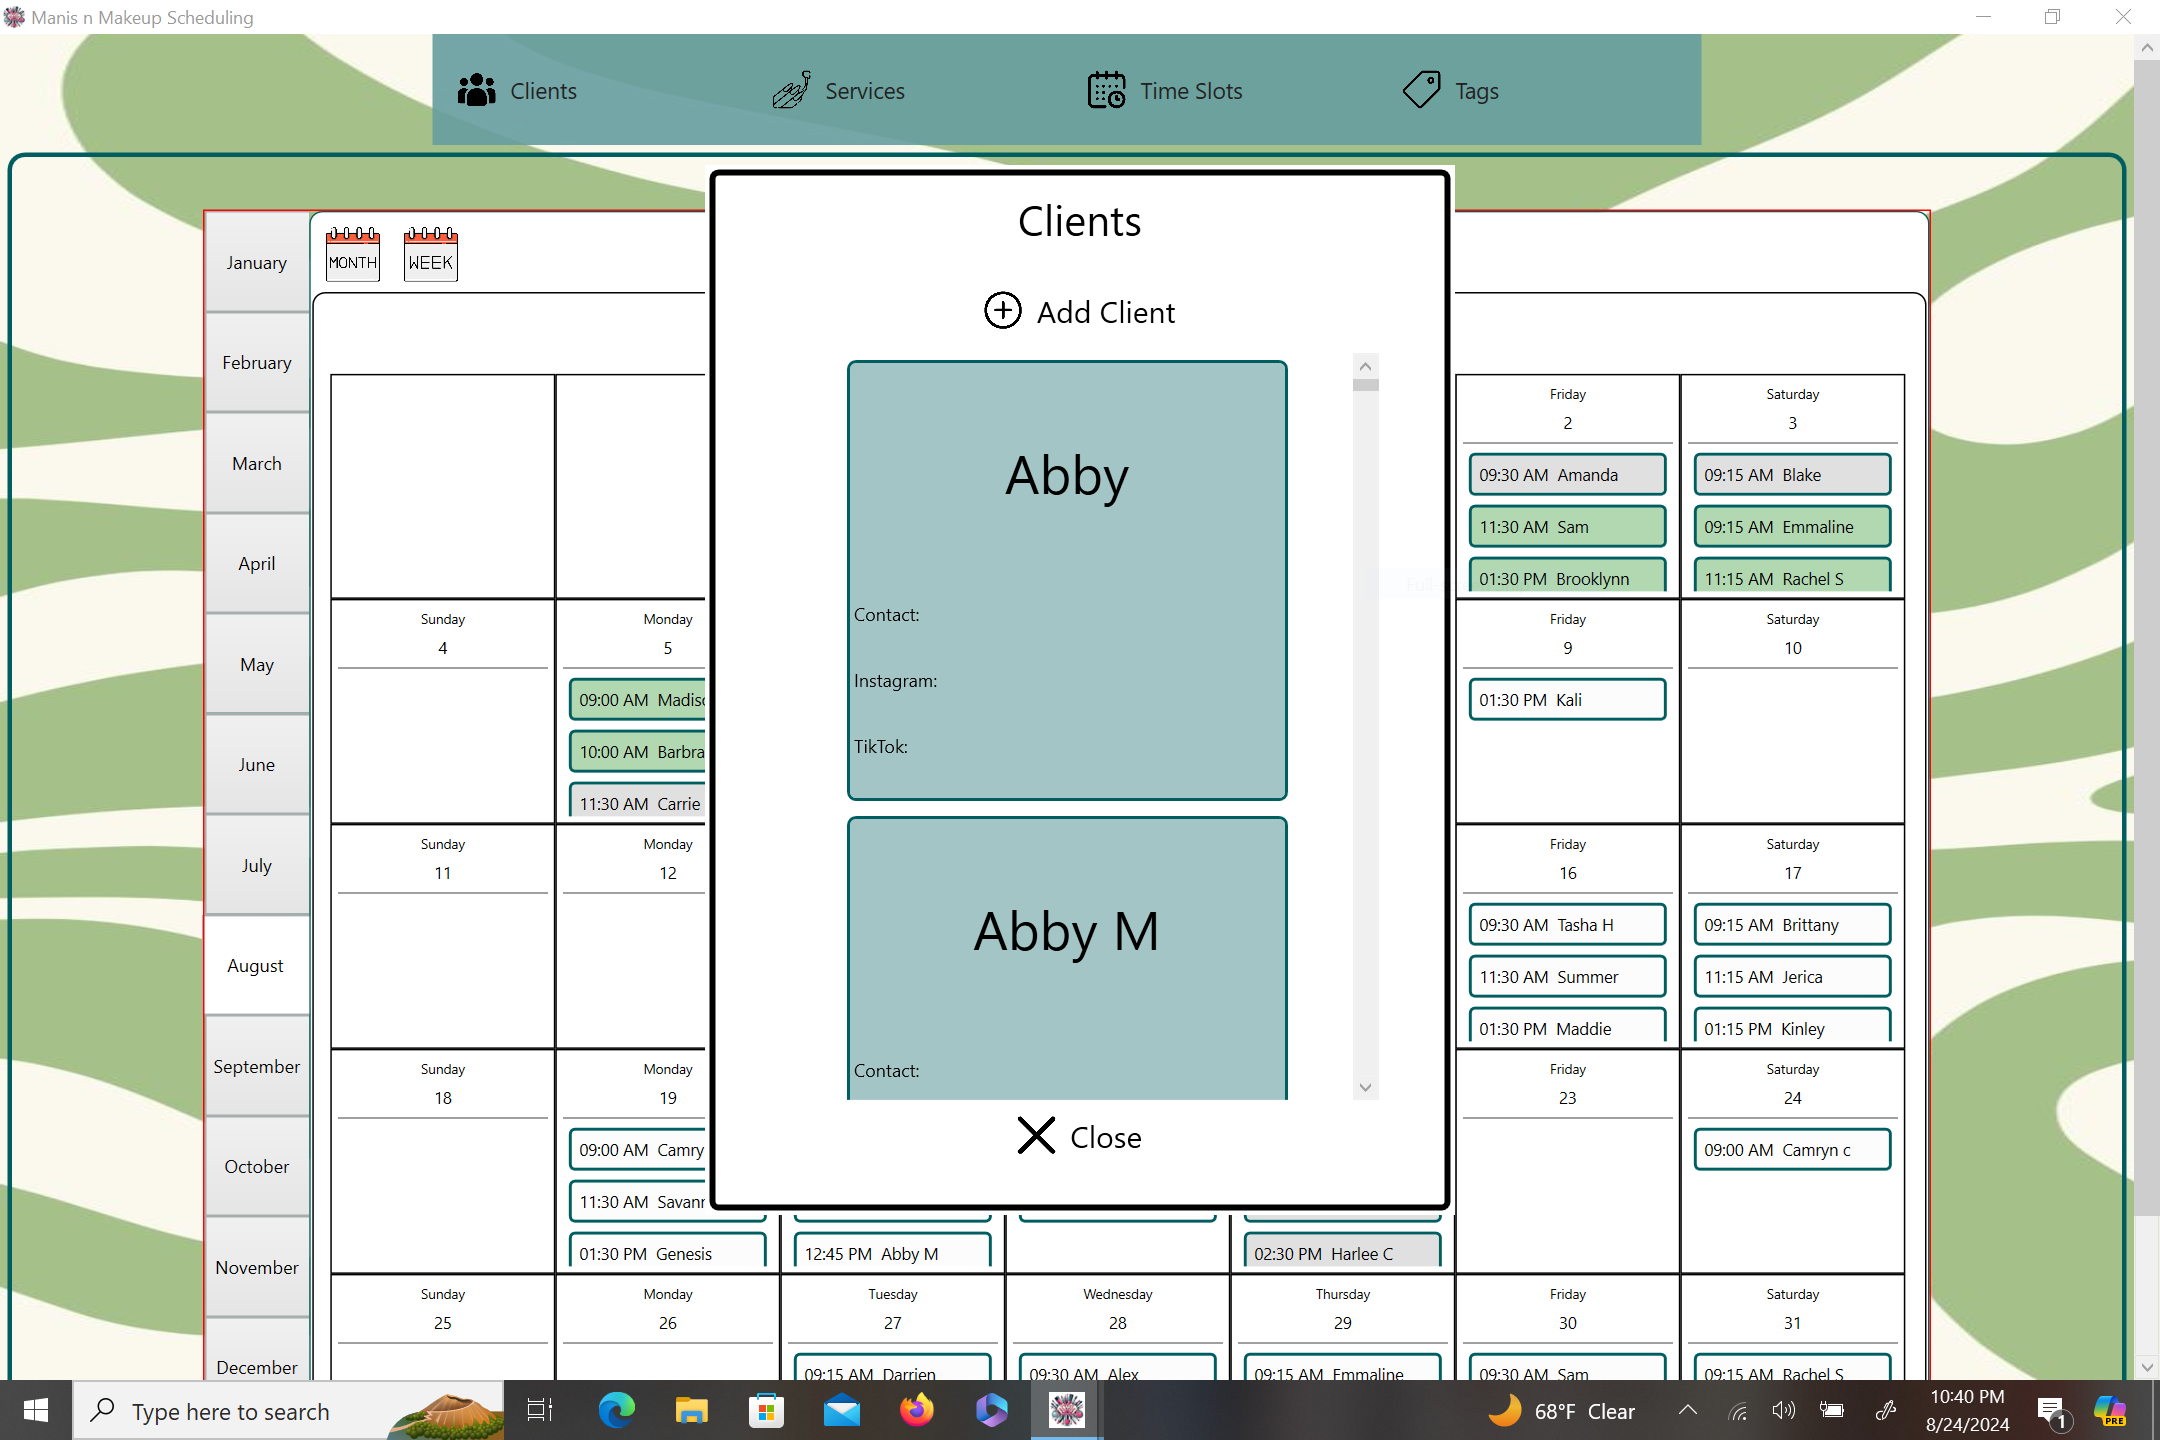 Manis n Makeup Scheduling
Clients
Services
Time Slots
Tags
January
February
March
April
May
June
July
August
September
October
November
December
MONTH
WEEK
Clients
Add Client
Abby
Contact:
Instagram:
TikTok:
Abby M
Contact:
Close
Friday
2
09:30 AM Amanda
11:30 AM Sam
01:30 PM Brooklynn
Saturday
3
09:15 AM Blake
09:15 AM Emmaline
11:15 AM Rachel S
Sunday
4
Monday
5
09:00 AM Madis
10:00 AM Barbra
11:30 AM Carrie
Friday
9
01:30 PM Kali
Saturday
10
Sunday
11
Monday
12
Friday
16
09:30 AM Tasha H
11:30 AM Summer
01:30 PM Maddie
Saturday
17
09:15 AM Brittany
11:15 AM Jerica
01:15 PM Kinley
Sunday
18
Monday
19
09:00 AM Camry
11:30 AM Savan
01:30 PM Genesis
12:45 PM Abby M
02:30 PM Harlee C
Friday
23
Saturday
24
09:00 AM Camryn c
Sunday
25
Monday
26
Tuesday
27
09:15 AM Darrien
Wednesday
28
09:30 AM Alex
Thursday
29
09:15 AM Emmaline
Friday
30
09:30 AM Sam
Saturday
31
09:15 AM Rachel S
Type here to search
68°F Clear
10:40 PM
8/24/2024
1
PRE